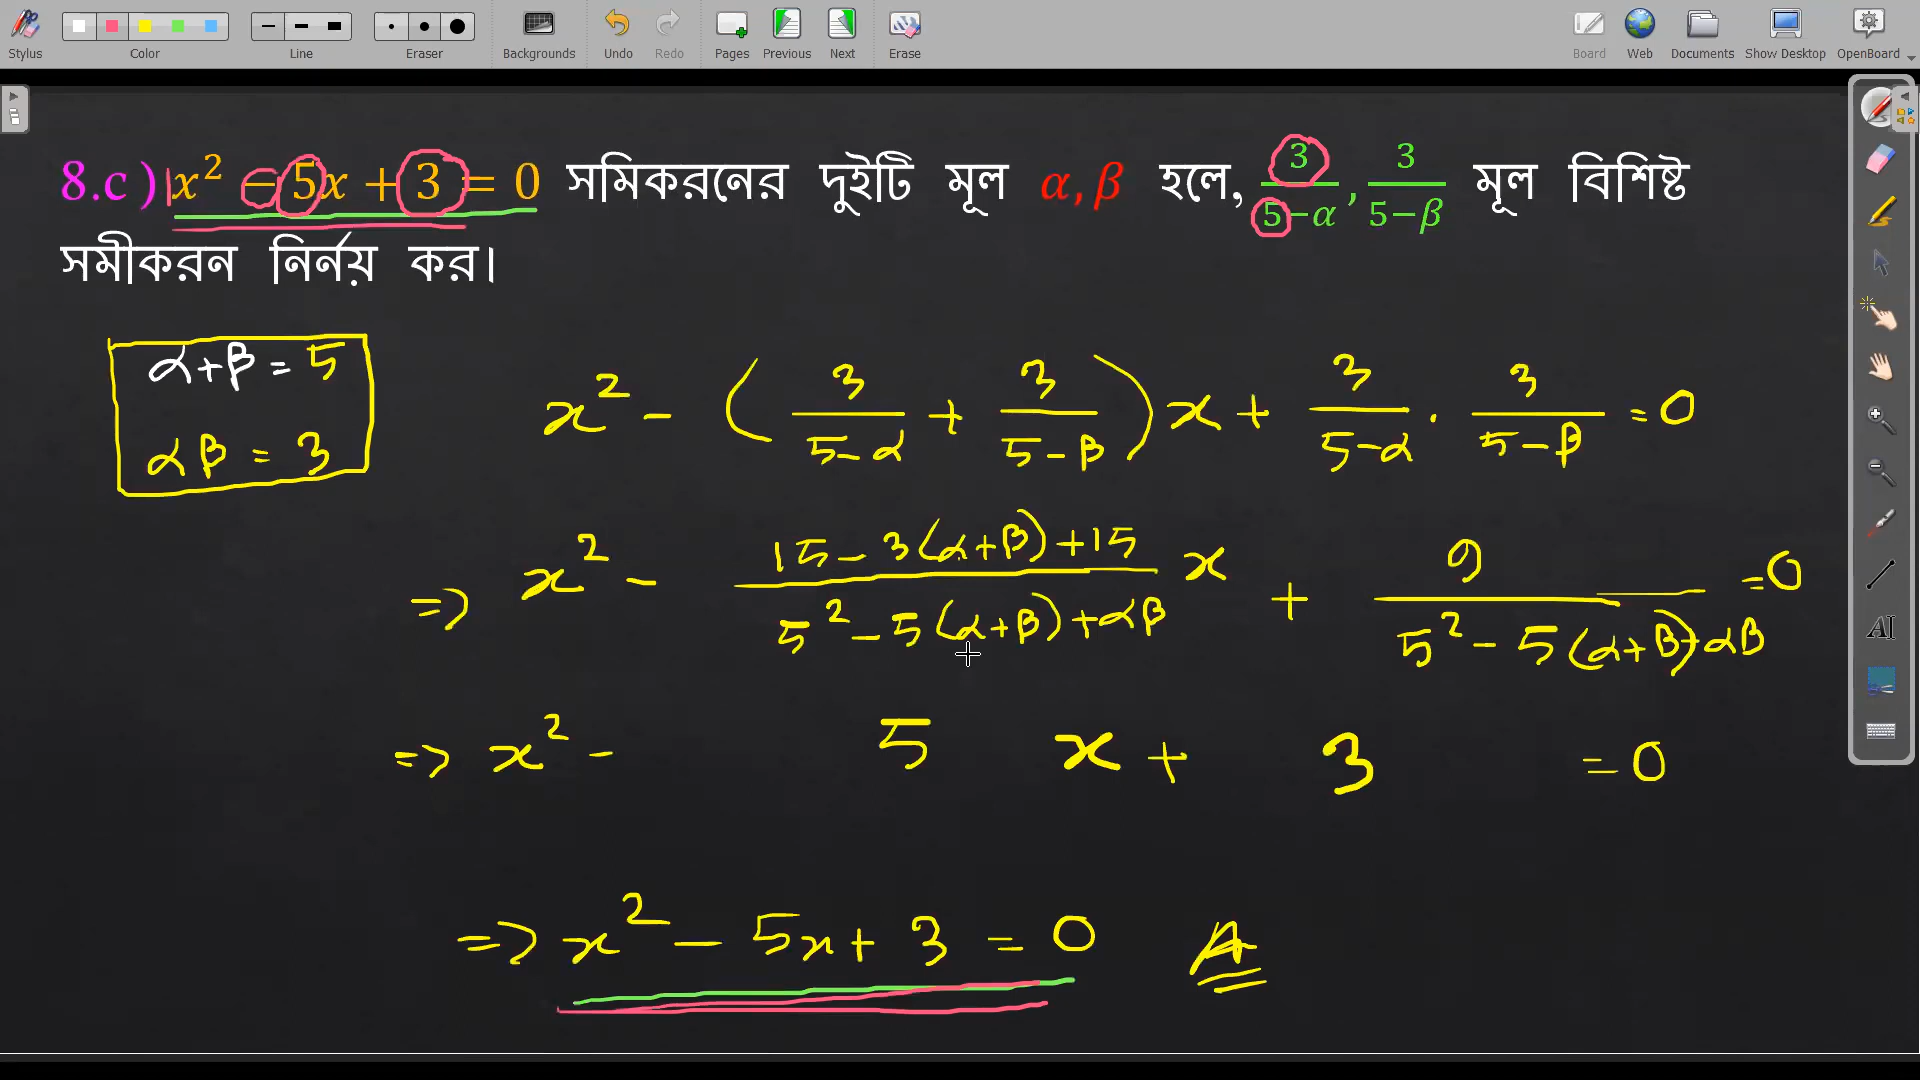 Stylus Color Line Eraser Backgrounds Undo Redo Pages Previous Next Erase Board Web Documents Show Desktop OpenBoard
8.c ) x² − 5x + 3 = 0 সমিকরনের দুইটি মূল α, β হলে, 3/(5−α), 3/(5−β) মূল বিশিষ্ট
সমীকরন নির্নয় কর।
α+β = 5
αβ = 3
x² − (3/(5−α) + 3/(5−β)) x + 3/(5−α) · 3/(5−β) = 0
=> x² − (15 − 3(α+β) + 15)/(5² − 5(α+β) + αβ) x + 9/(5² − 5(α+β) + αβ) = 0
=> x² − 5 x + 3 = 0
=> x² − 5x + 3 = 0 A